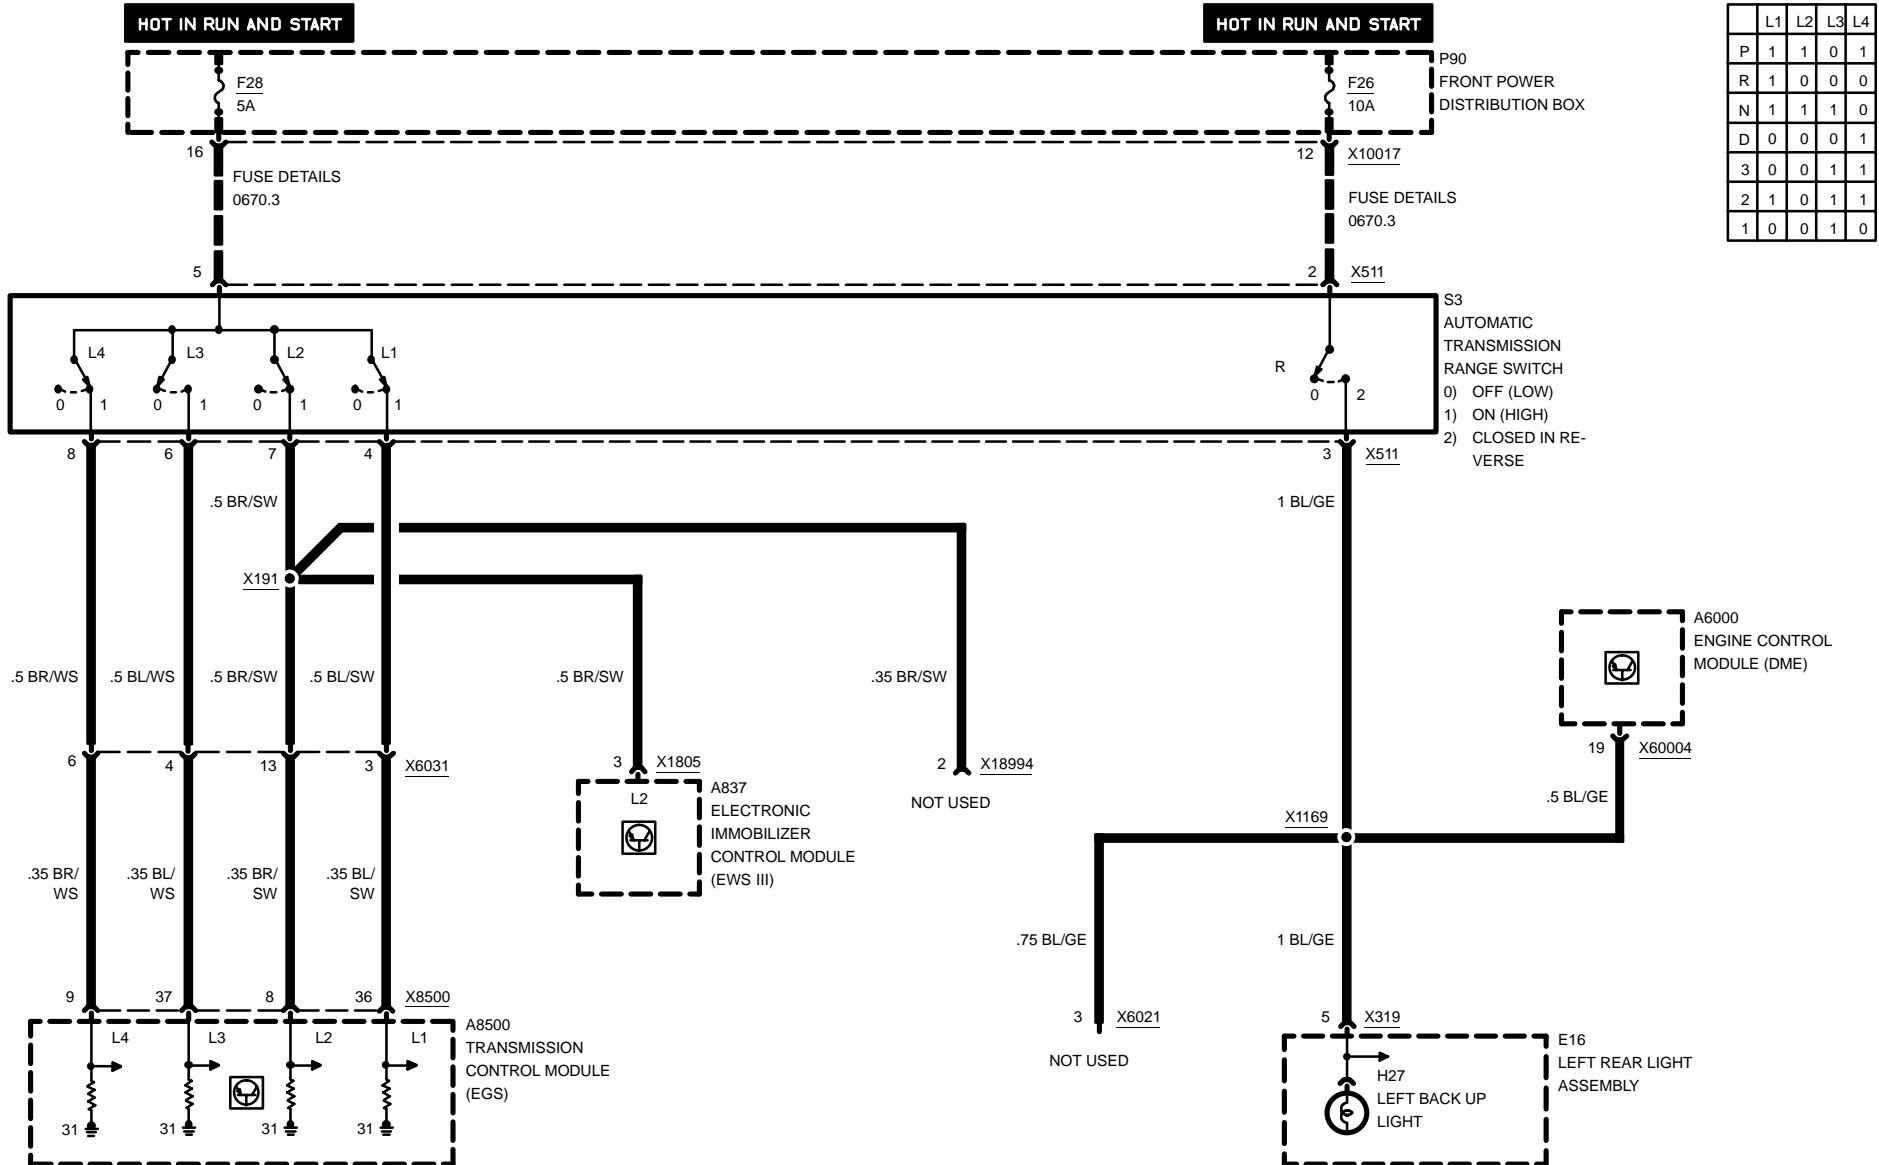 HOT IN RUN AND START
HOT IN RUN AND START
L1 L2 L3 L4
P 1 1 0 1
R 1 0 0 0
N 1 1 1 0
D 0 0 0 1
3 0 0 1 1
2 1 0 1 1
1 0 0 1 0
F28
5A
F26
10A
P90
FRONT POWER
DISTRIBUTION BOX
16
12 X10017
FUSE DETAILS
0670.3
FUSE DETAILS
0670.3
5
2 X511
S3
AUTOMATIC
TRANSMISSION
RANGE SWITCH
0) OFF (LOW)
1) ON (HIGH)
2) CLOSED IN RE-
VERSE
L4 L3 L2 L1
R
0 1 0 1 0 1 0 1
0 2
8 6 7 4
3 X511
.5 BR/SW
1 BL/GE
X191
A6000
ENGINE CONTROL
MODULE (DME)
.5 BR/WS .5 BL/WS .5 BR/SW .5 BL/SW .5 BR/SW .35 BR/SW
19 X60004
6 4 13 3 X6031
3 X1805
2 X18994
NOT USED
L2
A837
ELECTRONIC
IMMOBILIZER
CONTROL MODULE
(EWS III)
.5 BL/GE
X1169
.35 BR/
WS
.35 BL/
WS
.35 BR/
SW
.35 BL/
SW
.75 BL/GE
1 BL/GE
9 37 8 36 X8500
3 X6021
NOT USED
5 X319
L4 L3 L2 L1
A8500
TRANSMISSION
CONTROL MODULE
(EGS)
31 31 31 31
E16
LEFT REAR LIGHT
ASSEMBLY
H27
LEFT BACK UP
LIGHT